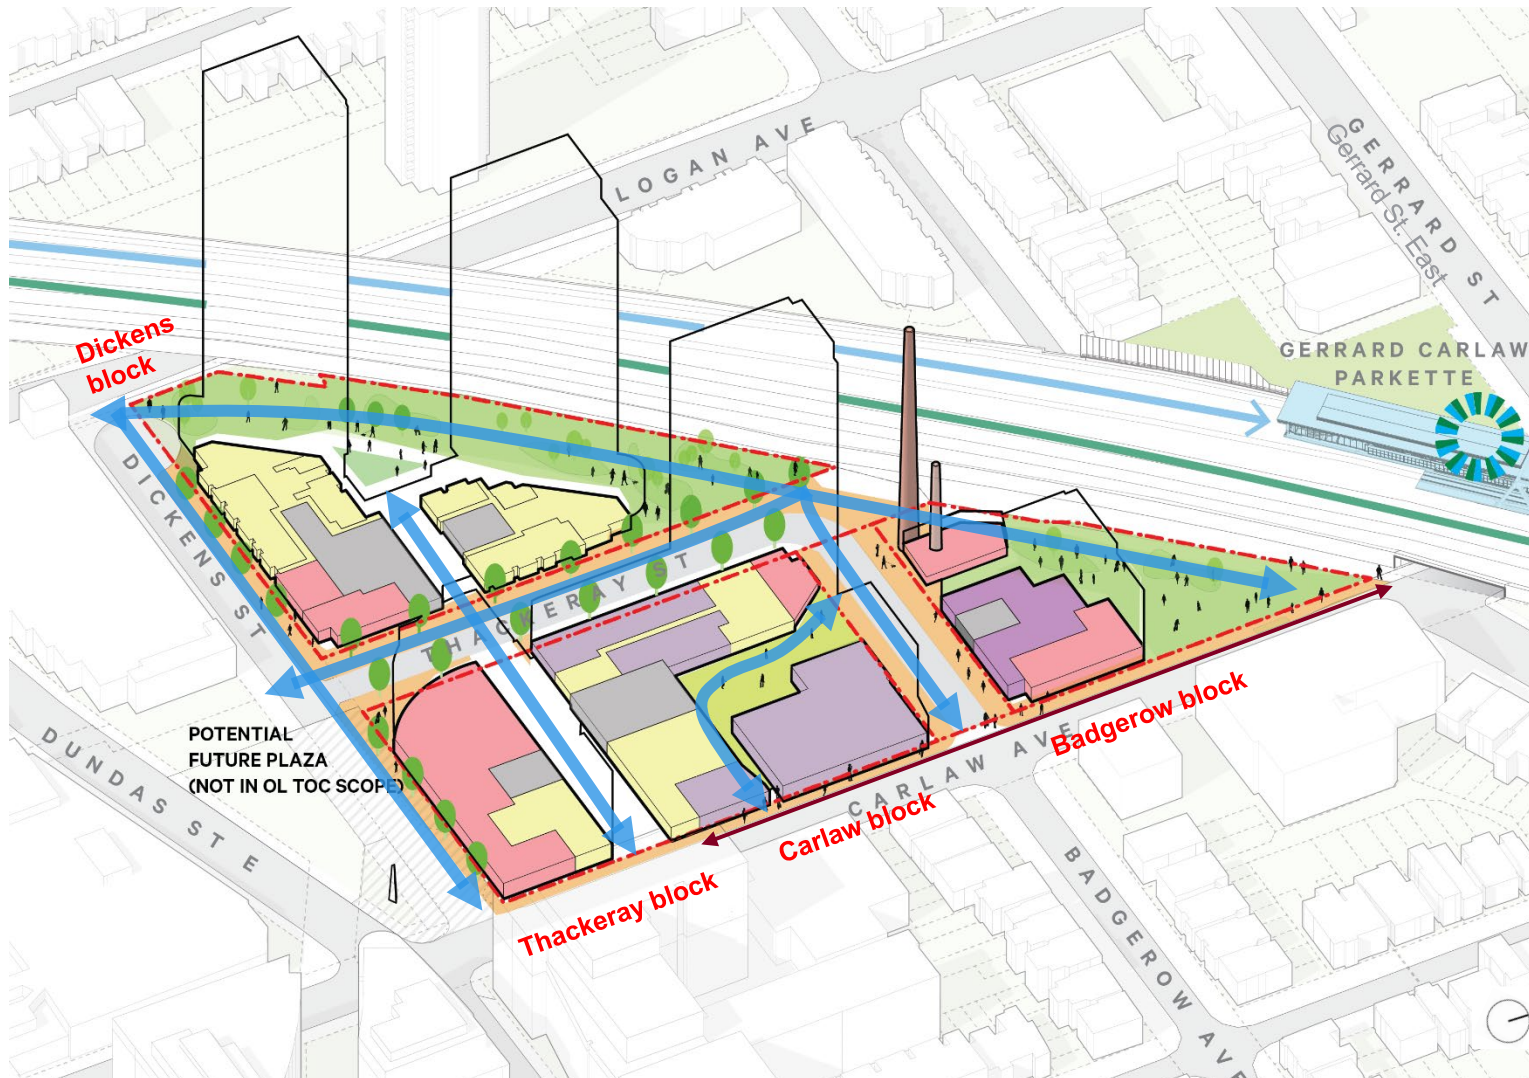 LOGAN AVE
GERRARD ST
Gerrard St. East
GERRARD CARLAW
PARKETTE
Dickens
block
DICKENS ST
THACKERAY ST
POTENTIAL
FUTURE PLAZA
(NOT IN OL TOC SCOPE)
DUNDAS ST E
CARLAW AVE
Badgerow block
Carlaw block
Thackeray block
BADGEROW AVE